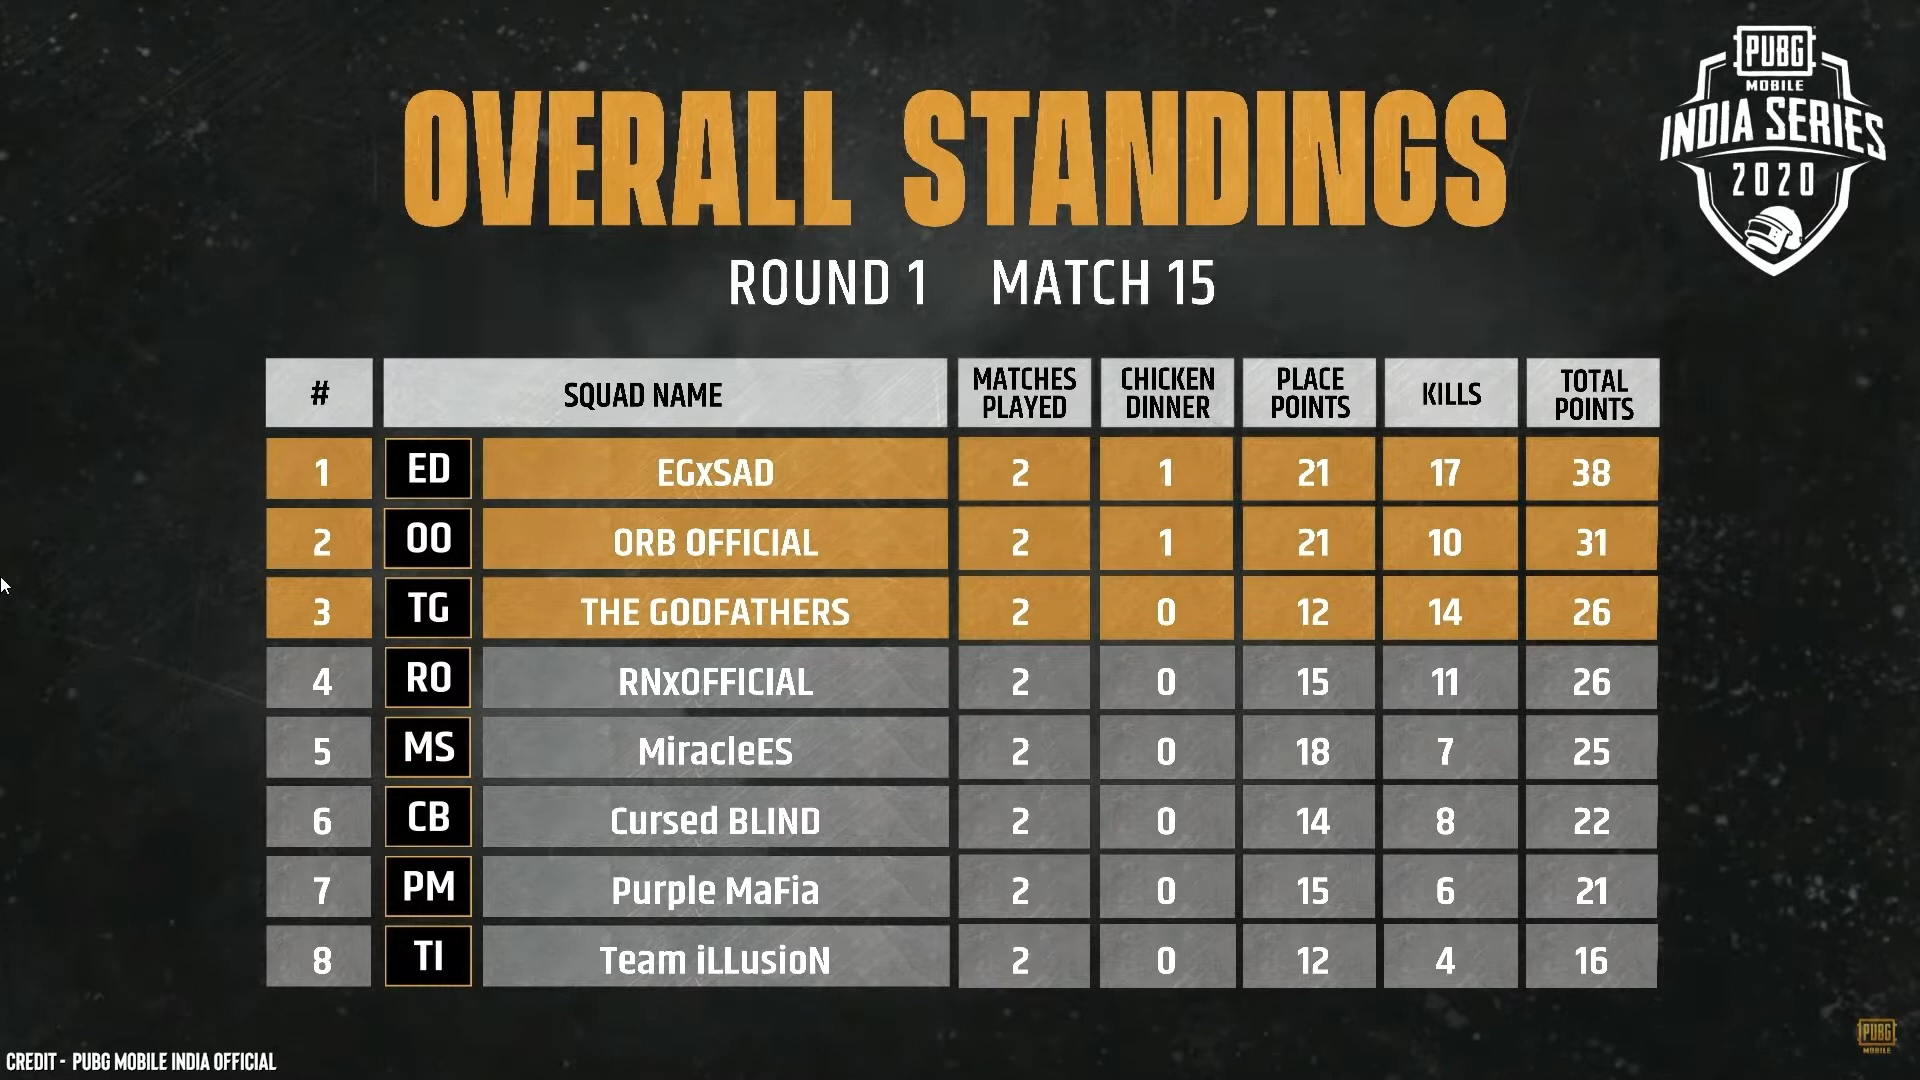 PUBG
MOBILE
INDIA SERIES
2020
OVERALL STANDINGS
ROUND 1 MATCH 15
# SQUAD NAME MATCHES PLAYED CHICKEN DINNER PLACE POINTS KILLS TOTAL POINTS
1 ED EGxSAD 2 1 21 17 38
2 OO ORB OFFICIAL 2 1 21 10 31
3 TG THE GODFATHERS 2 0 12 14 26
4 RO RNxOFFICIAL 2 0 15 11 26
5 MS MiracleES 2 0 18 7 25
6 CB Cursed BLIND 2 0 14 8 22
7 PM Purple MaFia 2 0 15 6 21
8 TI Team iLLusioN 2 0 12 4 16
PUBG
MOBILE
CREDIT - PUBG MOBILE INDIA OFFICIAL